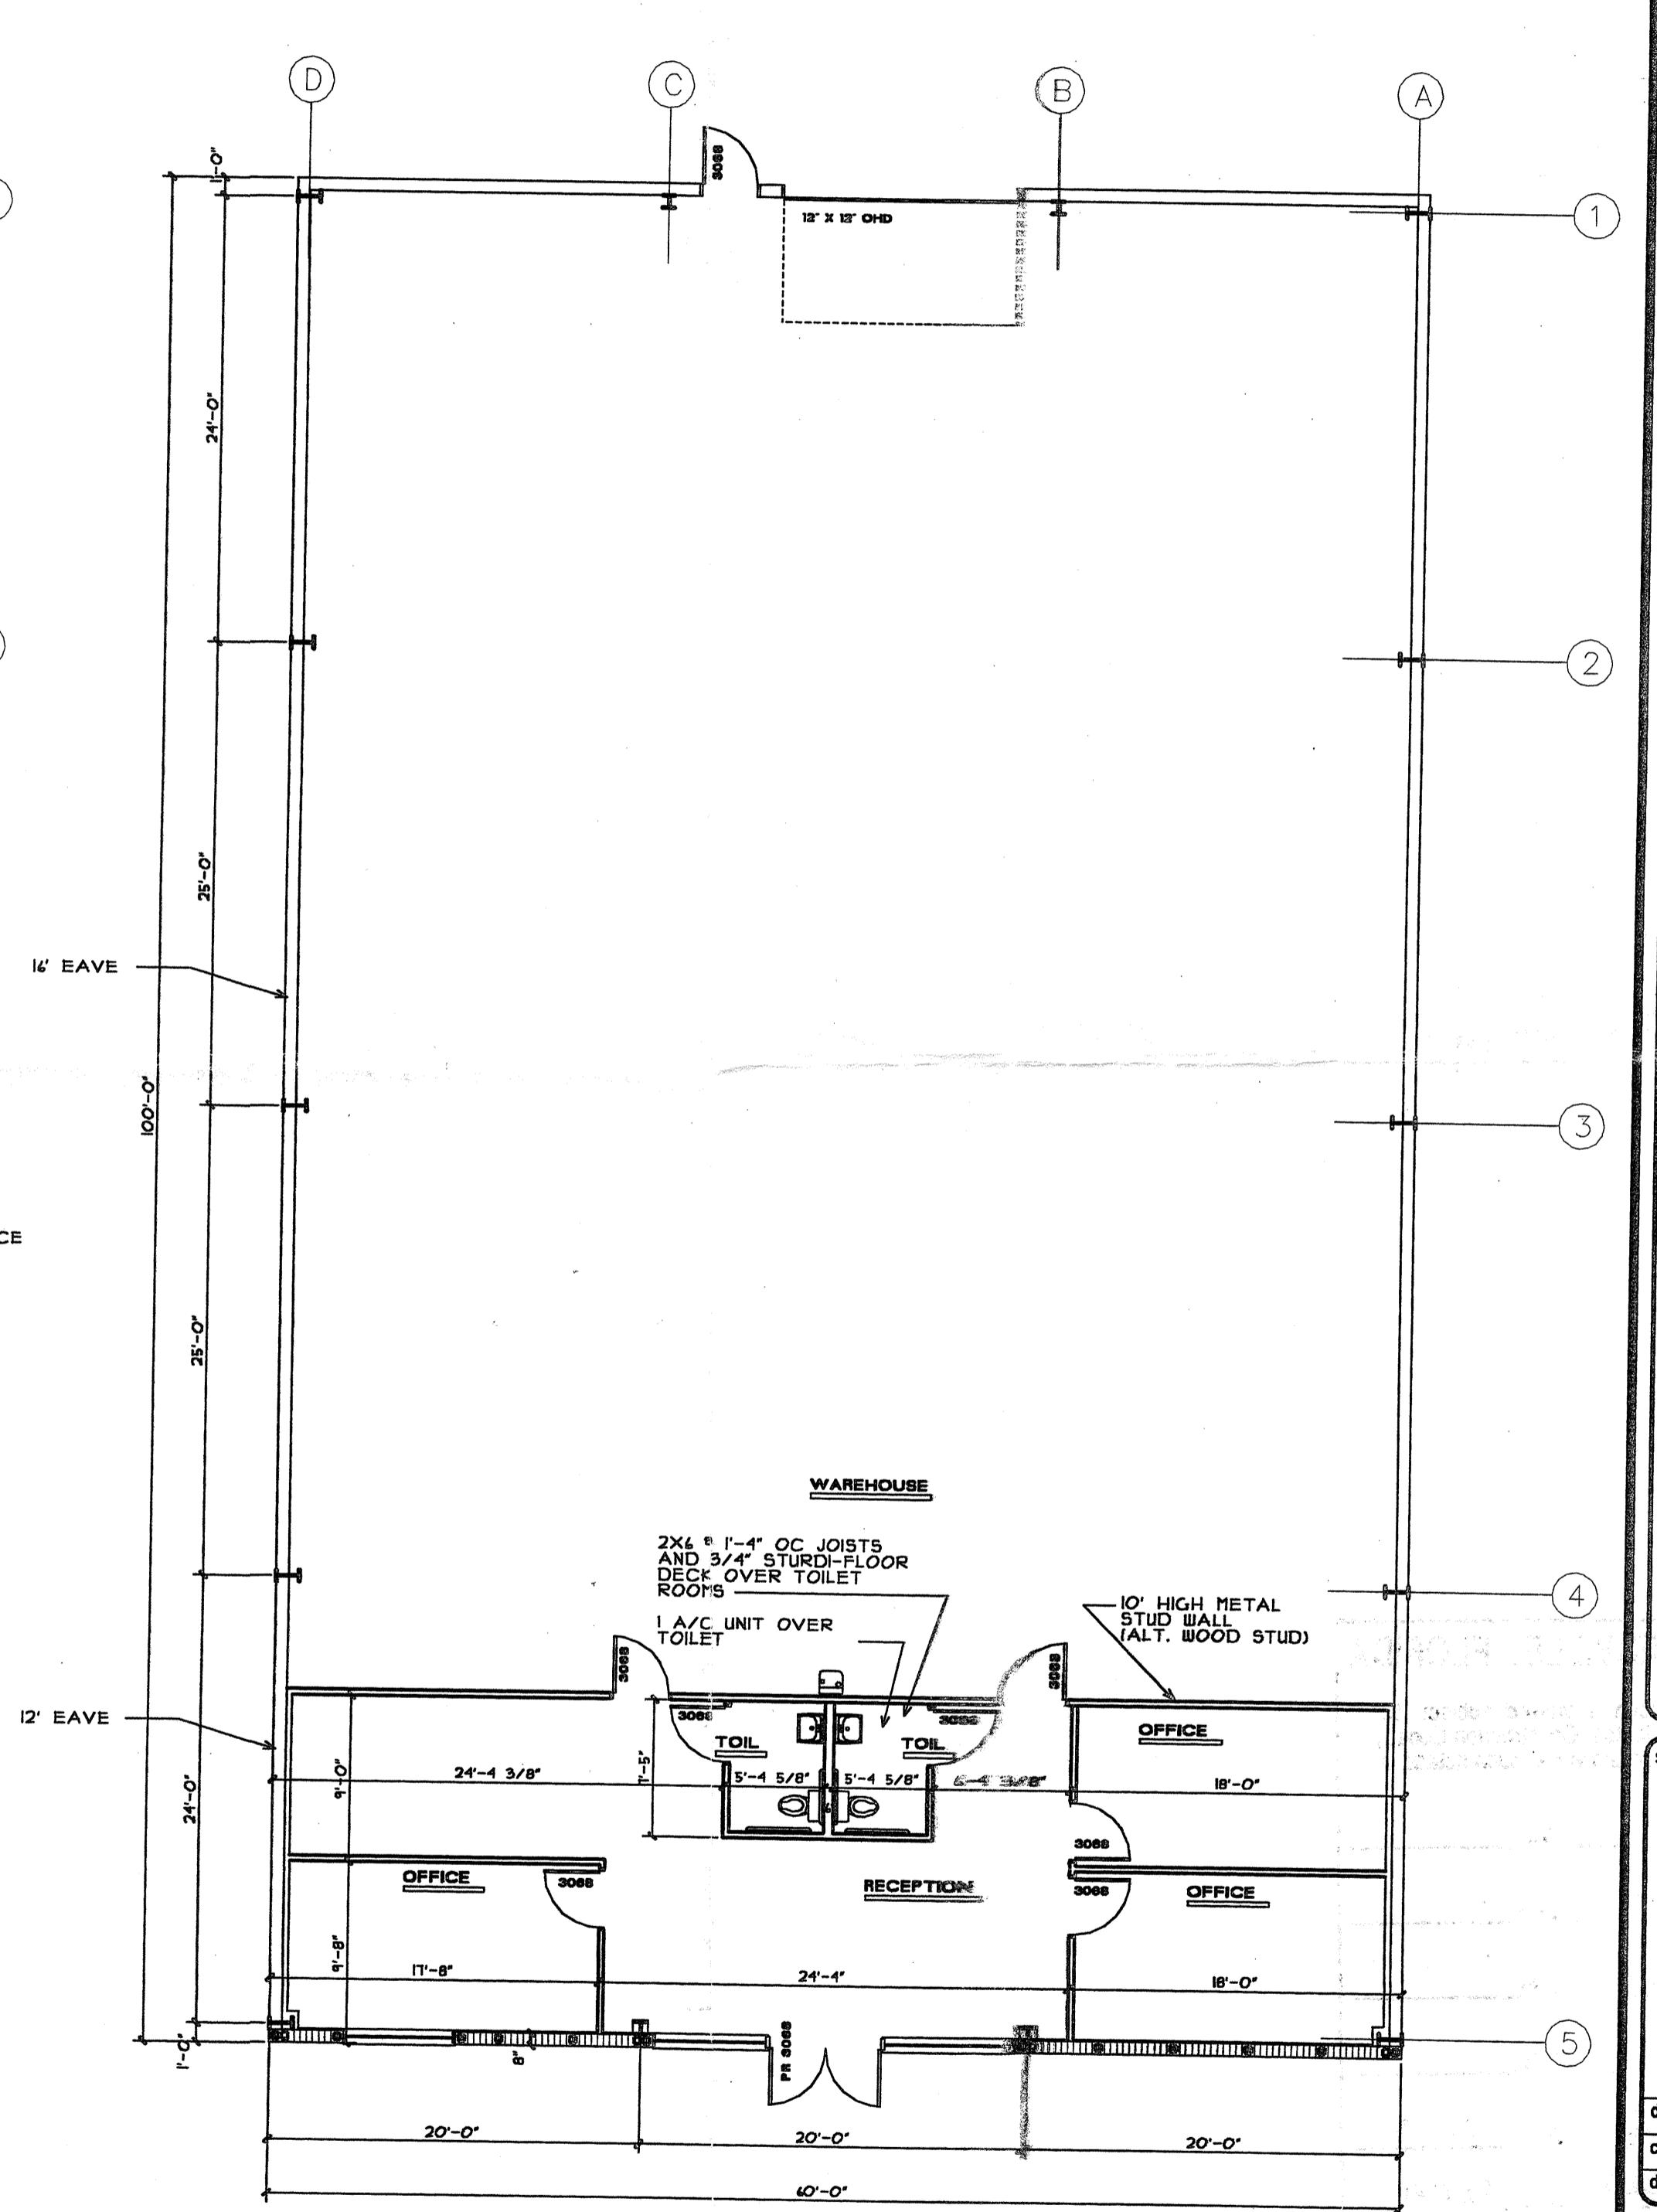 D
C
B
A
1'-0"
3068
12' X 12' OHD
1
24'-0"
2
25'-0"
16' EAVE
100'-0"
3
CE
25'-0"
WAREHOUSE
2X6 @ 1'-4" OC JOISTS
AND 3/4" STURDI-FLOOR
DECK OVER TOILET
ROOMS
1 A/C UNIT OVER
TOILET
10' HIGH METAL
STUD WALL
(ALT. WOOD STUD)
4
3068
3068
12' EAVE
3068
3068
OFFICE
TOIL
TOIL
24'-0"
9'-0"
24'-4 3/8"
7'-5"
5'-4 5/8"
5'-4 5/8"
6'-4 3/8"
18'-0"
3068
OFFICE
3068
RECEPTION
3068
OFFICE
9'-8"
17'-8"
24'-4"
18'-0"
1'-0"
8"
PR 3068
5
20'-0"
20'-0"
20'-0"
60'-0"